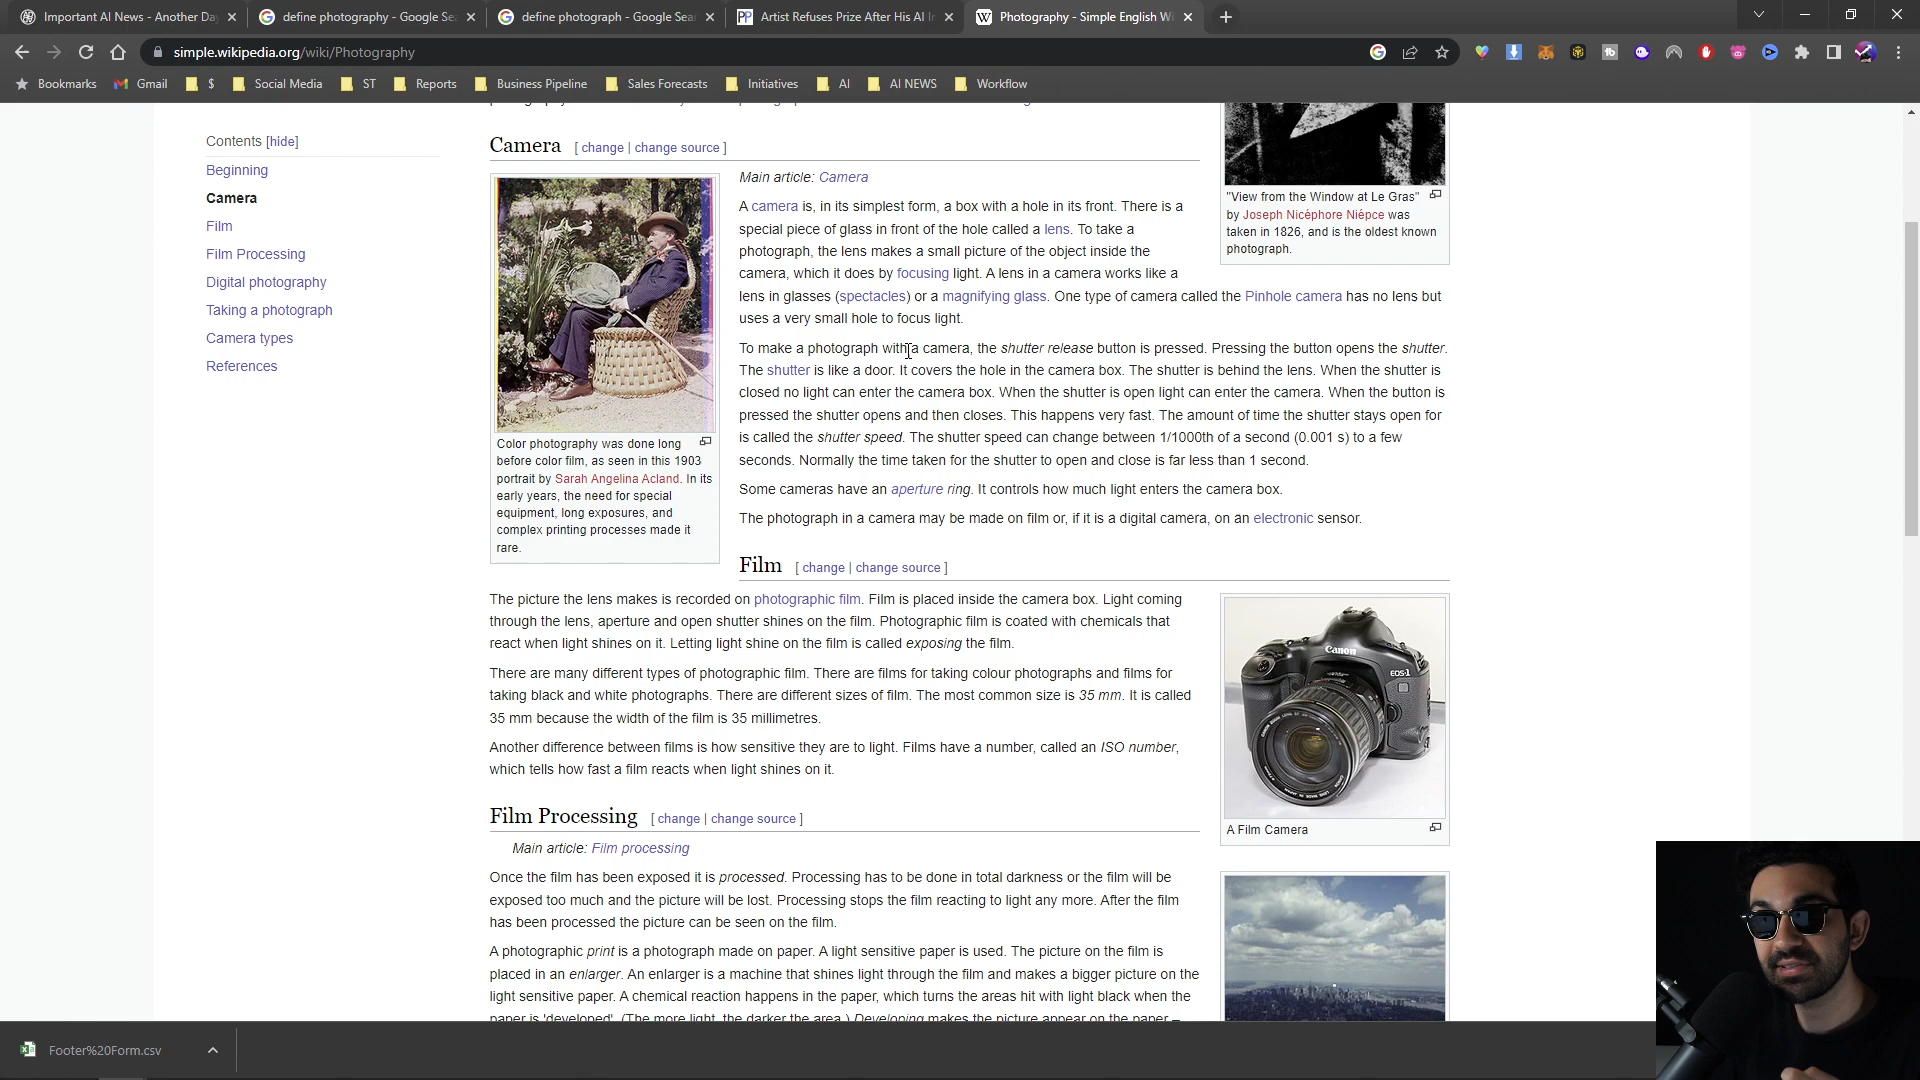 Important AI News - Another Da
define photography - Google Se
define photograph - Google Sea
Artist Refuses Prize After His AI I
Photography - Simple English Wi
simple.wikipedia.org/wiki/Photography
Bookmarks
Gmail
$
Social Media
ST
Reports
Business Pipeline
Sales Forecasts
Initiatives
AI
AI NEWS
Workflow
Contents [hide]
Beginning
Camera
Film
Film Processing
Digital photography
Taking a photograph
Camera types
References
Camera [ change | change source ]
Color photography was done long
before color film, as seen in this 1903
portrait by Sarah Angelina Acland. In its
early years, the need for special
equipment, long exposures, and
complex printing processes made it
rare.
Main article: Camera
A camera is, in its simplest form, a box with a hole in its front. There is a
special piece of glass in front of the hole called a lens. To take a
photograph, the lens makes a small picture of the object inside the
camera, which it does by focusing light. A lens in a camera works like a
lens in glasses (spectacles) or a magnifying glass. One type of camera called the Pinhole camera has no lens but
uses a very small hole to focus light.
To make a photograph with a camera, the shutter release button is pressed. Pressing the button opens the shutter.
The shutter is like a door. It covers the hole in the camera box. The shutter is behind the lens. When the shutter is
closed no light can enter the camera box. When the shutter is open light can enter the camera. When the button is
pressed the shutter opens and then closes. This happens very fast. The amount of time the shutter stays open for
is called the shutter speed. The shutter speed can change between 1/1000th of a second (0.001 s) to a few
seconds. Normally the time taken for the shutter to open and close is far less than 1 second.
Some cameras have an aperture ring. It controls how much light enters the camera box.
The photograph in a camera may be made on film or, if it is a digital camera, on an electronic sensor.
"View from the Window at Le Gras"
by Joseph Nicéphore Niépce was
taken in 1826, and is the oldest known
photograph.
Film [ change | change source ]
The picture the lens makes is recorded on photographic film. Film is placed inside the camera box. Light coming
through the lens, aperture and open shutter shines on the film. Photographic film is coated with chemicals that
react when light shines on it. Letting light shine on the film is called exposing the film.
There are many different types of photographic film. There are films for taking colour photographs and films for
taking black and white photographs. There are different sizes of film. The most common size is 35 mm. It is called
35 mm because the width of the film is 35 millimetres.
Another difference between films is how sensitive they are to light. Films have a number, called an ISO number,
which tells how fast a film reacts when light shines on it.
Canon
EOS-1
A Film Camera
Film Processing [ change | change source ]
Main article: Film processing
Once the film has been exposed it is processed. Processing has to be done in total darkness or the film will be
exposed too much and the picture will be lost. Processing stops the film reacting to light any more. After the film
has been processed the picture can be seen on the film.
A photographic print is a photograph made on paper. A light sensitive paper is used. The picture on the film is
placed in an enlarger. An enlarger is a machine that shines light through the film and makes a bigger picture on the
light sensitive paper. A chemical reaction happens in the paper, which turns the areas hit with light black when the
paper is 'developed'. (The more light, the darker the area.) Developing makes the picture appear on the paper –
Footer%20Form.csv